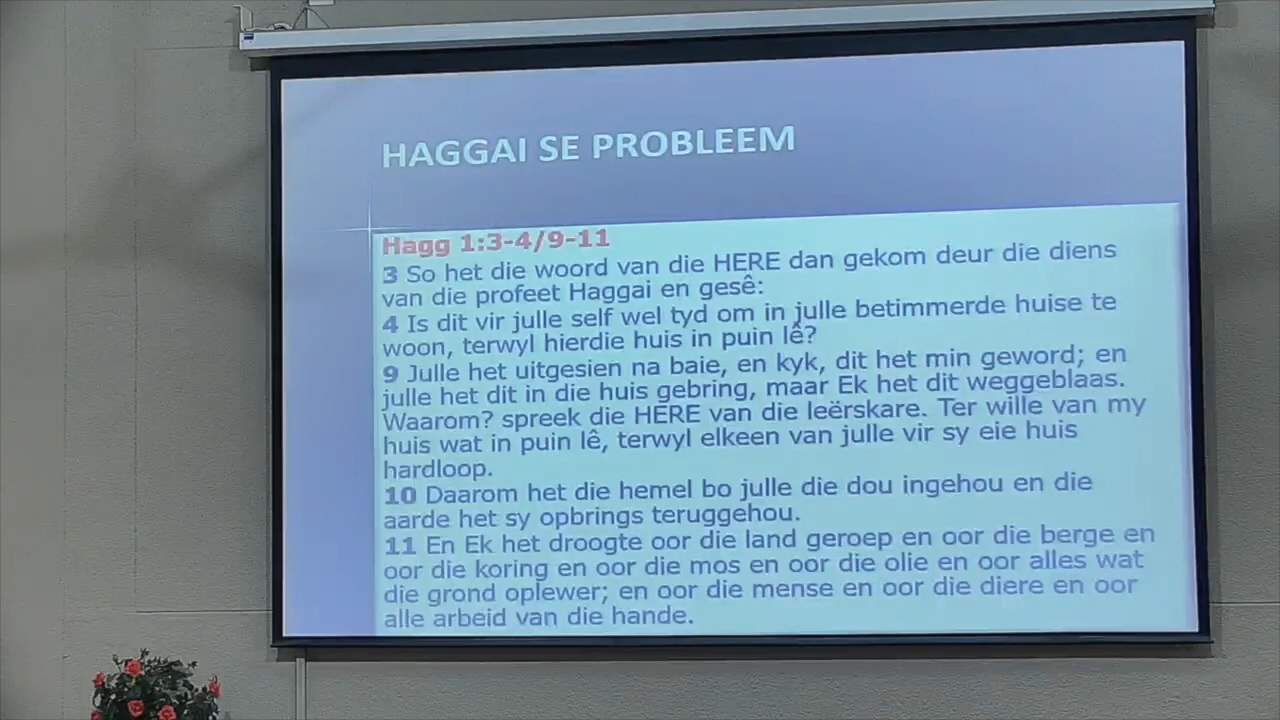 HAGGAI SE PROBLEEM
Hagg 1:3-4/9-11
3 So het die woord van die HERE dan gekom deur die diens
van die profeet Haggai en gesê:
4 Is dit vir julle self wel tyd om in julle betimmerde huise te
woon, terwyl hierdie huis in puin lê?
9 Julle het uitgesien na baie, en kyk, dit het min geword; en
julle het dit in die huis gebring, maar Ek het dit weggeblaas.
Waarom? spreek die HERE van die leërskare. Ter wille van my
huis wat in puin lê, terwyl elkeen van julle vir sy eie huis
hardloop.
10 Daarom het die hemel bo julle die dou ingehou en die
aarde het sy opbrings teruggehou.
11 En Ek het droogte oor die land geroep en oor die berge en
oor die koring en oor die mos en oor die olie en oor alles wat
die grond oplewer; en oor die mense en oor die diere en oor
alle arbeid van die hande.